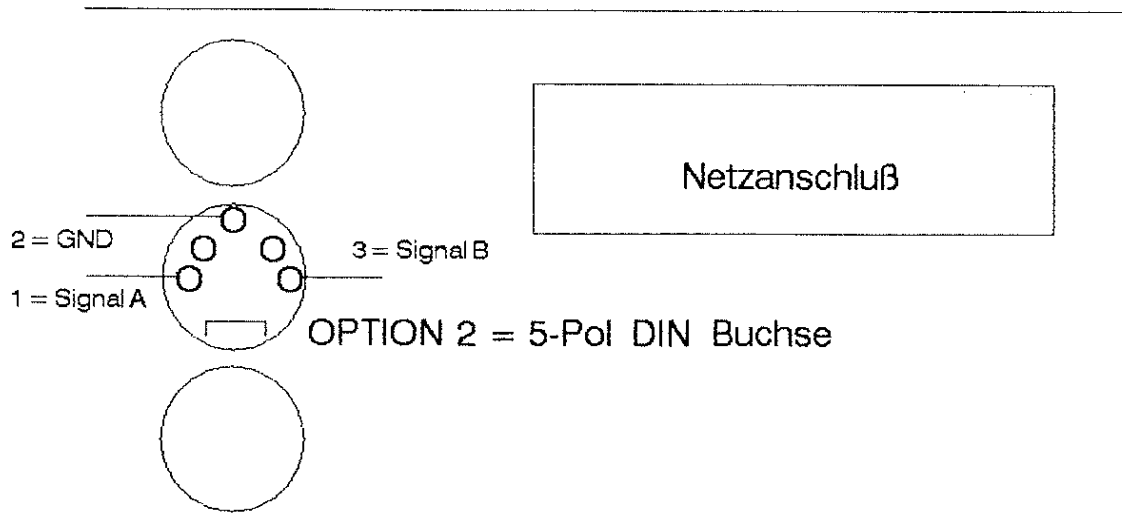 Netzanschluß
2 = GND
3 = Signal B
1 = Signal A
OPTION 2 = 5-Pol DIN Buchse